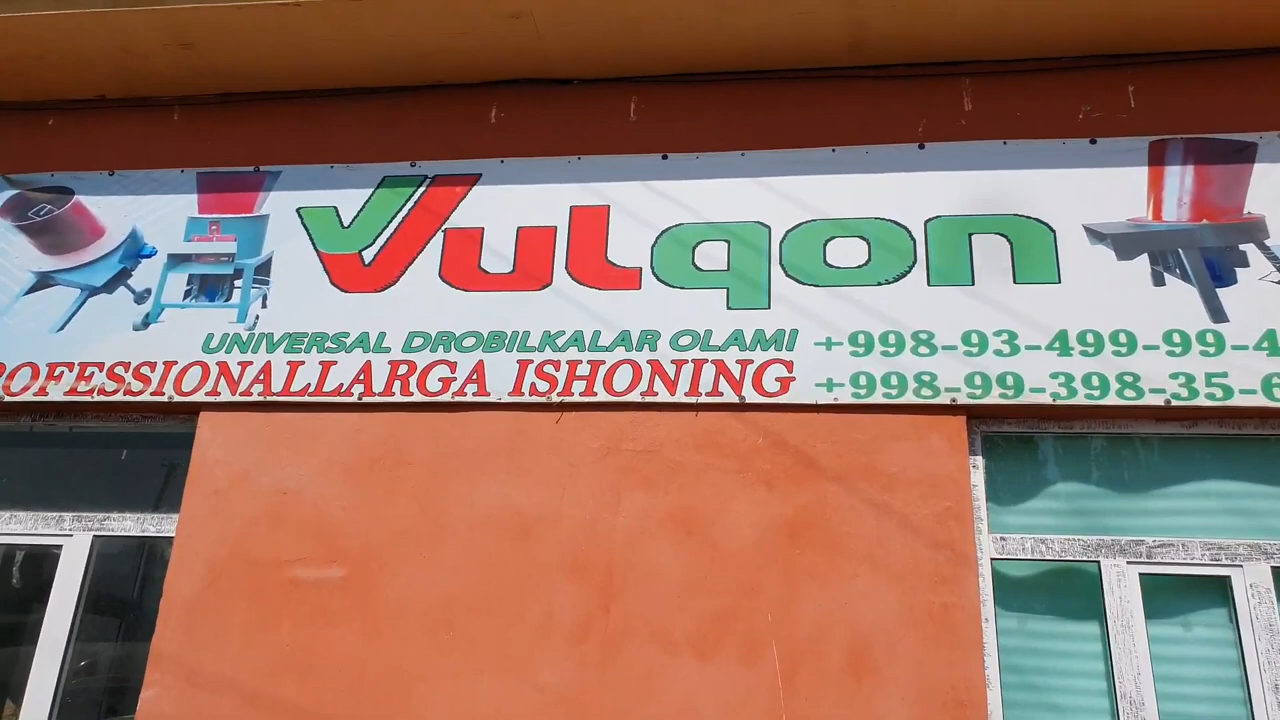 Vulqon
UNIVERSAL DROBILKALAR OLAMI
ROFESSIONALLARGA ISHONING
+998-93-499-99-4
+998-99-398-35-6